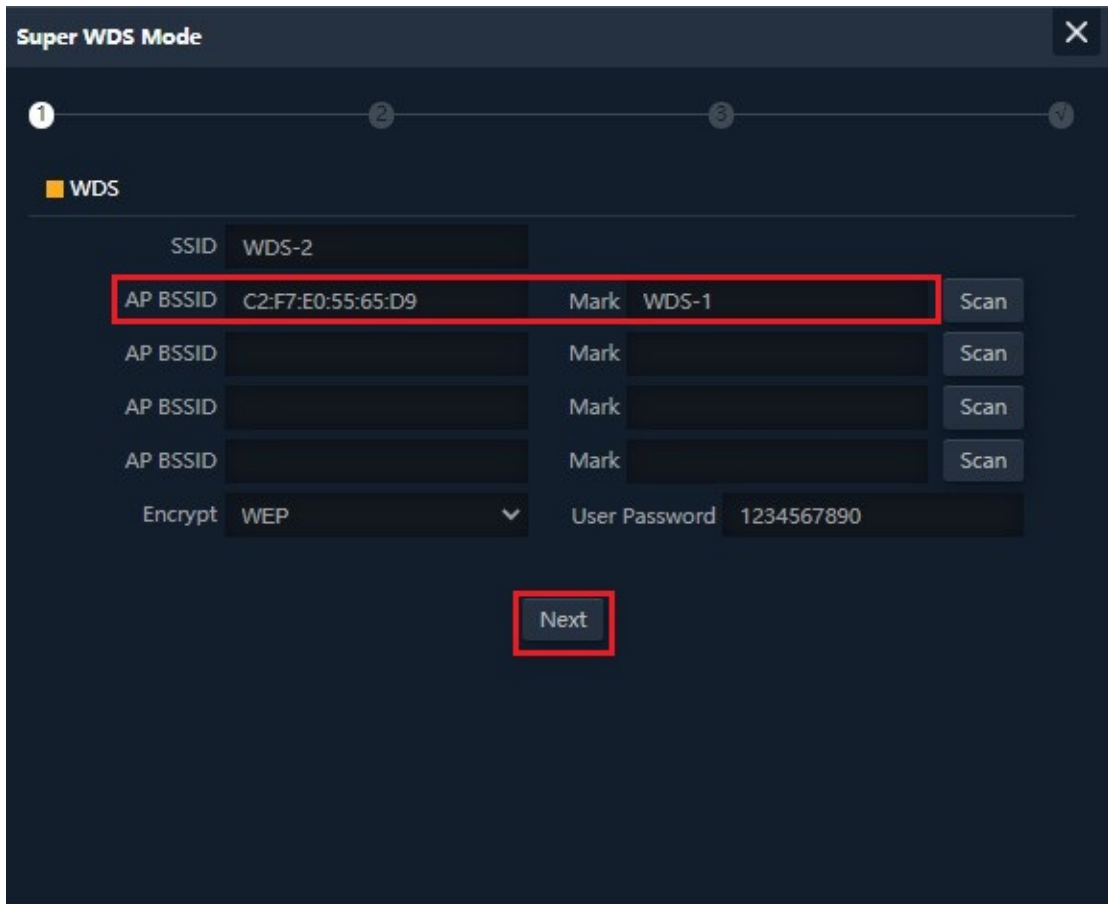 Super WDS Mode
1 2 3 √
WDS
SSID WDS-2
AP BSSID C2:F7:E0:55:65:D9 Mark WDS-1 Scan
AP BSSID Mark Scan
AP BSSID Mark Scan
AP BSSID Mark Scan
Encrypt WEP User Password 1234567890
Next